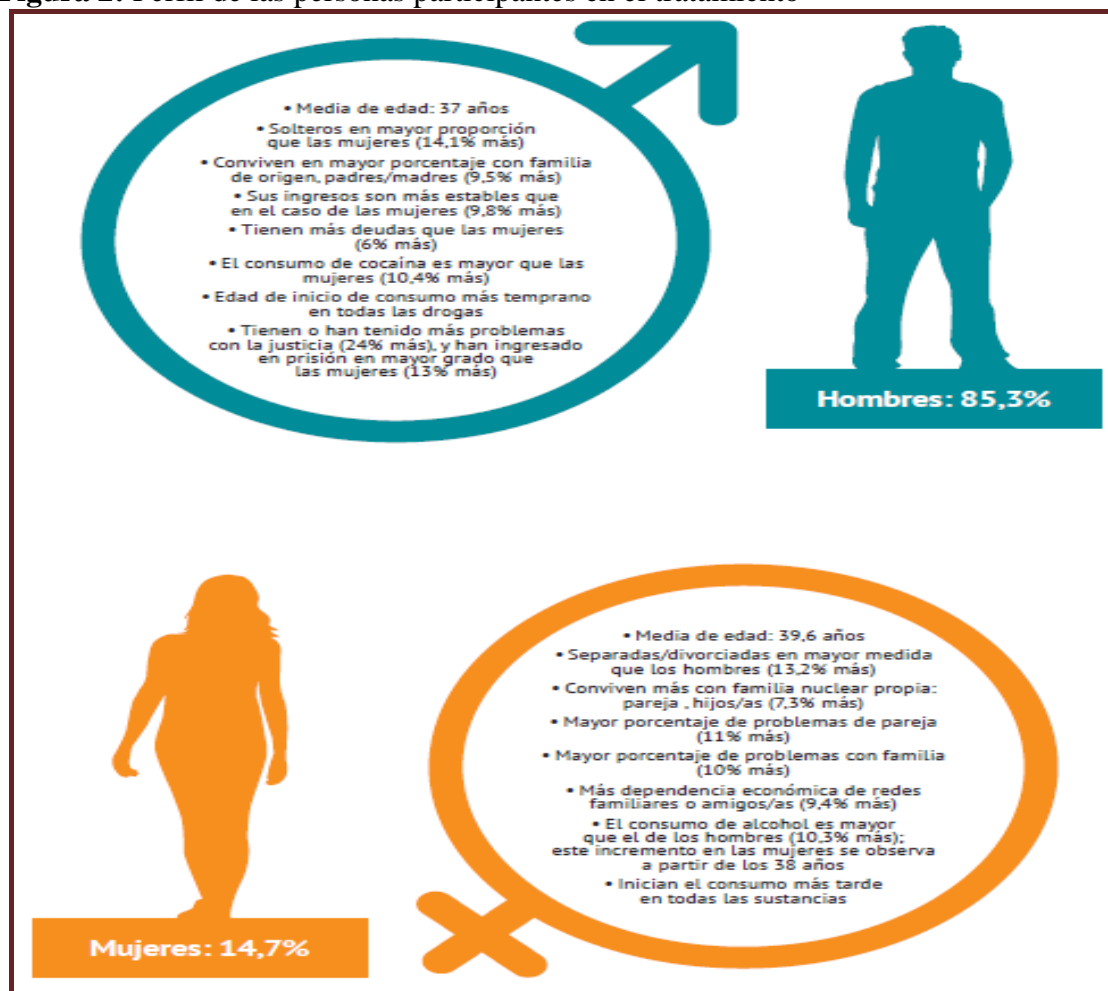 Figura 2. Perfil de las personas participantes en el tratamiento
• Media de edad: 37 años
• Solteros en mayor proporción
que las mujeres (14,1% más)
• Conviven en mayor porcentaje con familia
de origen, padres/madres (9,5% más)
• Sus ingresos son más estables que
en el caso de las mujeres (9,8% más)
• Tienen más deudas que las mujeres
(6% más)
• El consumo de cocaína es mayor que las
mujeres (10,4% más)
• Edad de inicio de consumo más temprano
en todas las drogas
• Tienen o han tenido más problemas
con la justicia (24% más), y han ingresado
en prisión en mayor grado que
las mujeres (13% más)
Hombres: 85,3%
• Media de edad: 39,6 años
• Separadas/divorciadas en mayor medida
que los hombres (13,2% más)
• Conviven más con familia nuclear propia:
pareja , hijos/as (7,3% más)
• Mayor porcentaje de problemas de pareja
(11% más)
• Mayor porcentaje de problemas con familia
(10% más)
• Más dependencia económica de redes
familiares o amigos/as (9,4% más)
• El consumo de alcohol es mayor
que el de los hombres (10,3% más);
este incremento en las mujeres se observa
a partir de los 38 años
• Inician el consumo más tarde
en todas las sustancias
Mujeres: 14,7%